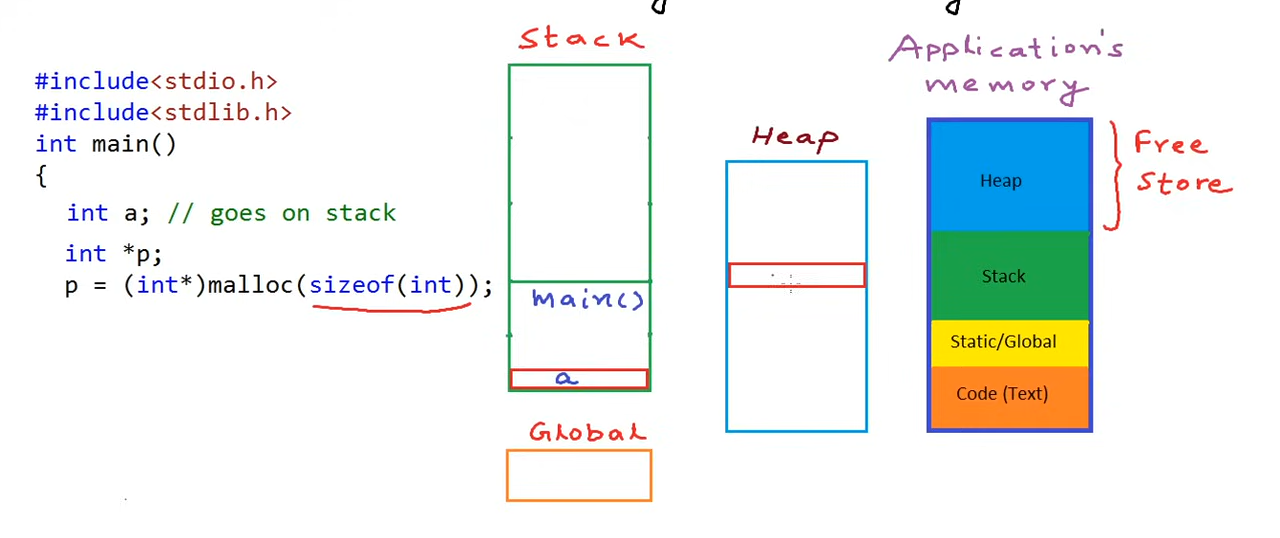 #include<stdio.h>
#include<stdlib.h>
int main()
{
int a; // goes on stack
int *p;
p = (int*)malloc(sizeof(int));
Stack
main()
a
Global
Heap
Application's
memory
Heap
Stack
Static/Global
Code (Text)
Free
Store